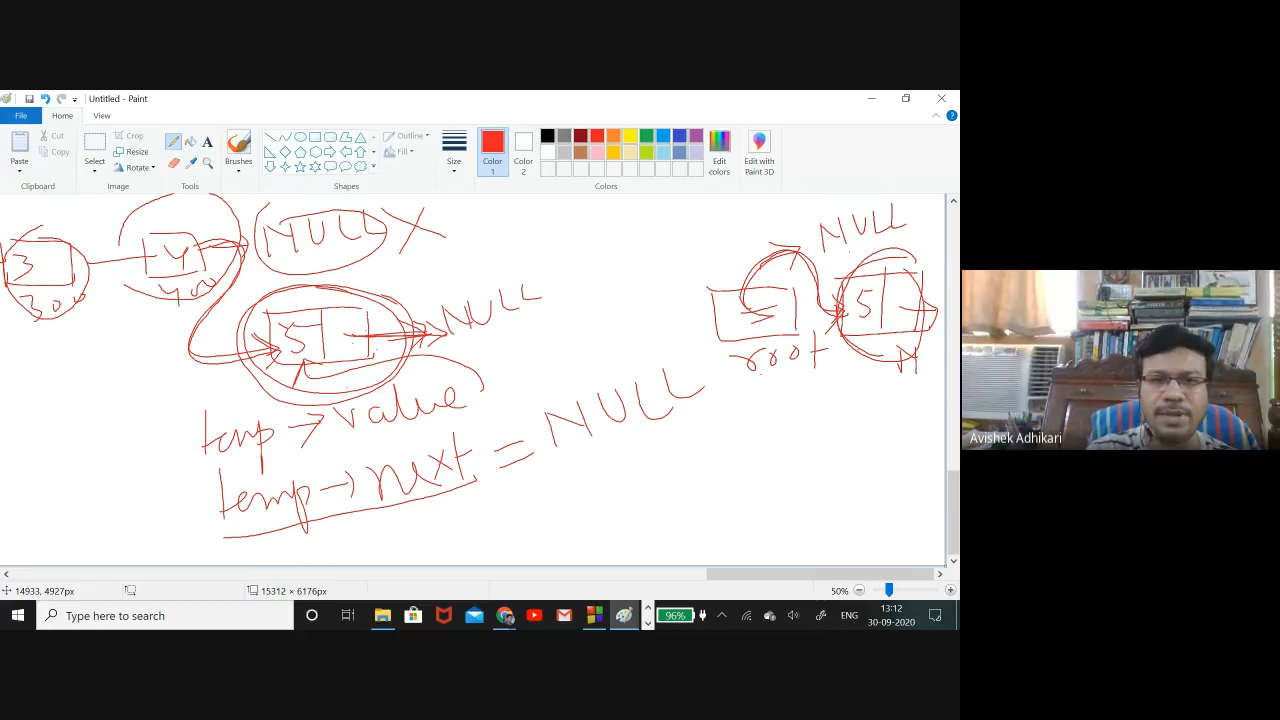 Untitled - Paint
File Home View
Cut
Copy
Paste
Clipboard
Crop
Resize
Rotate
Select
Image
Tools
Brushes
Outline
Fill
Shapes
Size
Color 1
Color 2
Colors
Edit colors
Edit with Paint 3D
3
300
4
400
NULL X
5
NULL
temp → value
temp → next = NULL
NULL
5
root
5
N
Avishek Adhikari
14933, 4927px
15312 × 6176px
50%
Type here to search
96%
ENG
13:12
30-09-2020